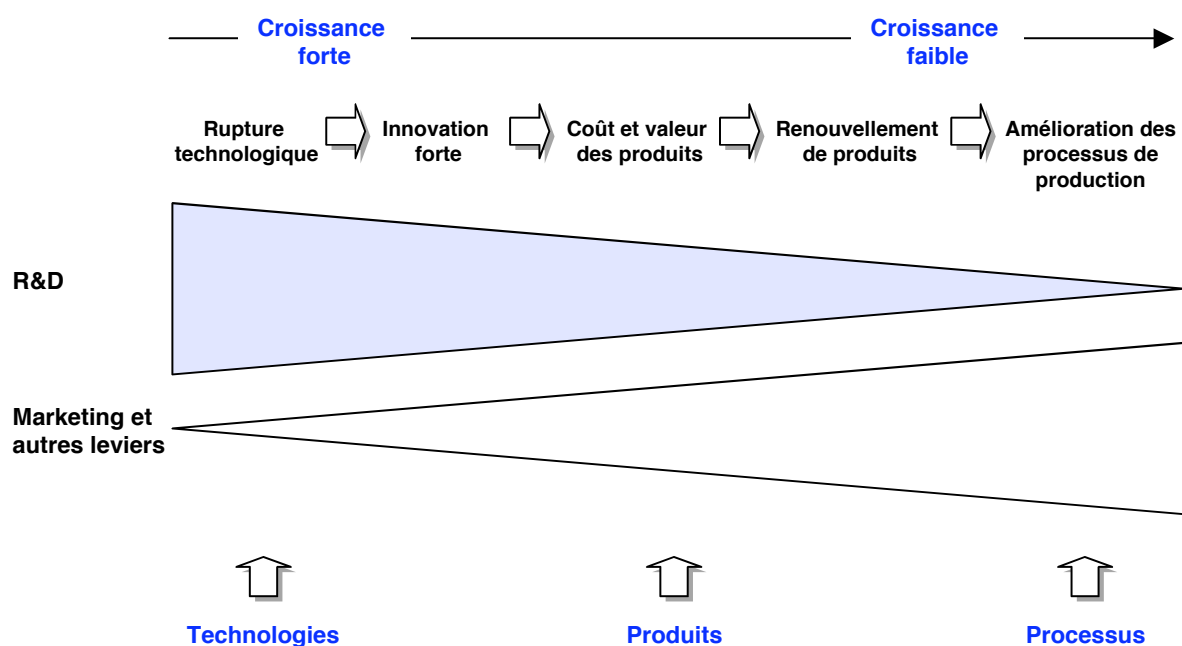 Croissance
forte
Croissance
faible
Rupture
technologique
Innovation
forte
Coût et valeur
des produits
Renouvellement
de produits
Amélioration des
processus de
production
R&D
Marketing et
autres leviers
Technologies
Produits
Processus